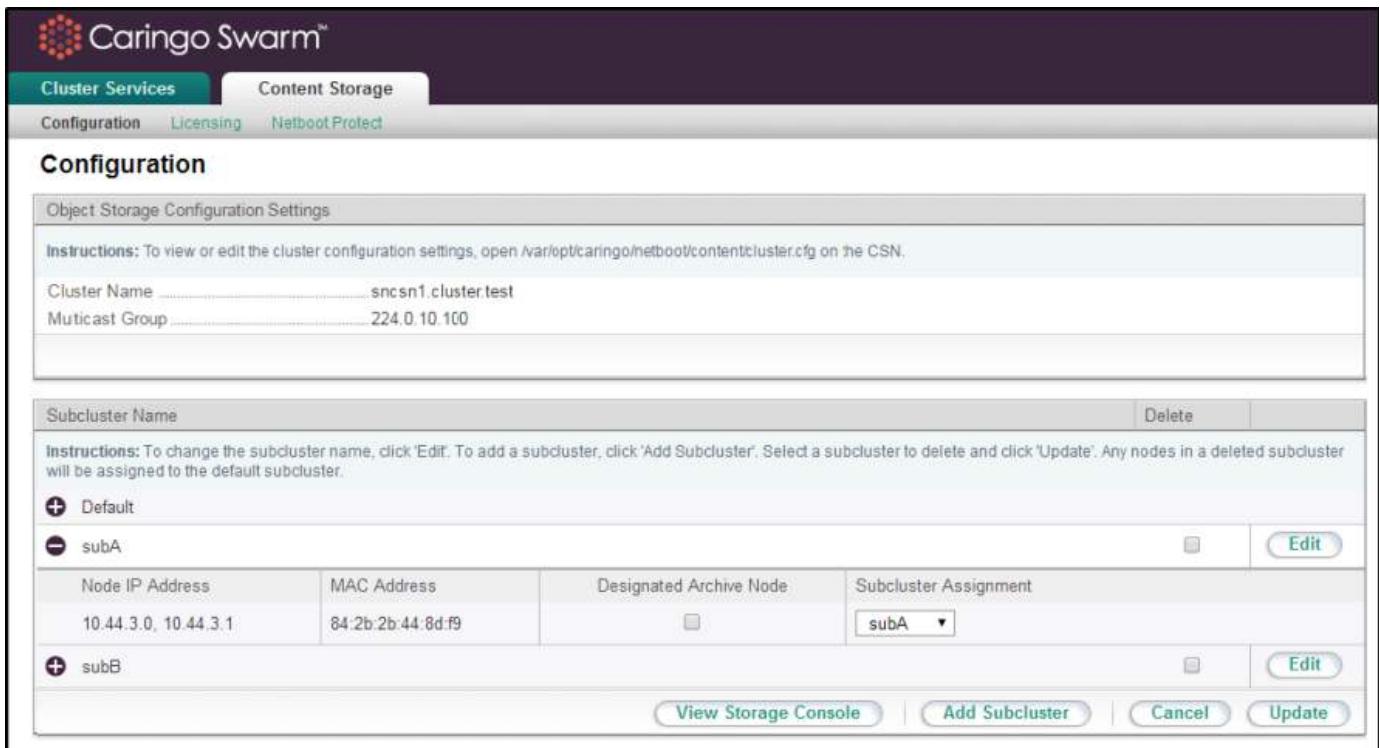 Caringo Swarm™
Cluster Services Content Storage
Configuration Licensing Netboot Protect
Configuration
Object Storage Configuration Settings
Instructions: To view or edit the cluster configuration settings, open /var/opt/caringo/netboot/content/cluster.cfg on the CSN.
Cluster Name sncsn1.cluster.test
Muticast Group 224.0.10.100
Subcluster Name Delete
Instructions: To change the subcluster name, click 'Edit'. To add a subcluster, click 'Add Subcluster'. Select a subcluster to delete and click 'Update'. Any nodes in a deleted subcluster
will be assigned to the default subcluster.
Default
subA Edit
Node IP Address MAC Address Designated Archive Node Subcluster Assignment
10.44.3.0, 10.44.3.1 84:2b:2b:44:8d:f9 subA
subB Edit
View Storage Console Add Subcluster Cancel Update